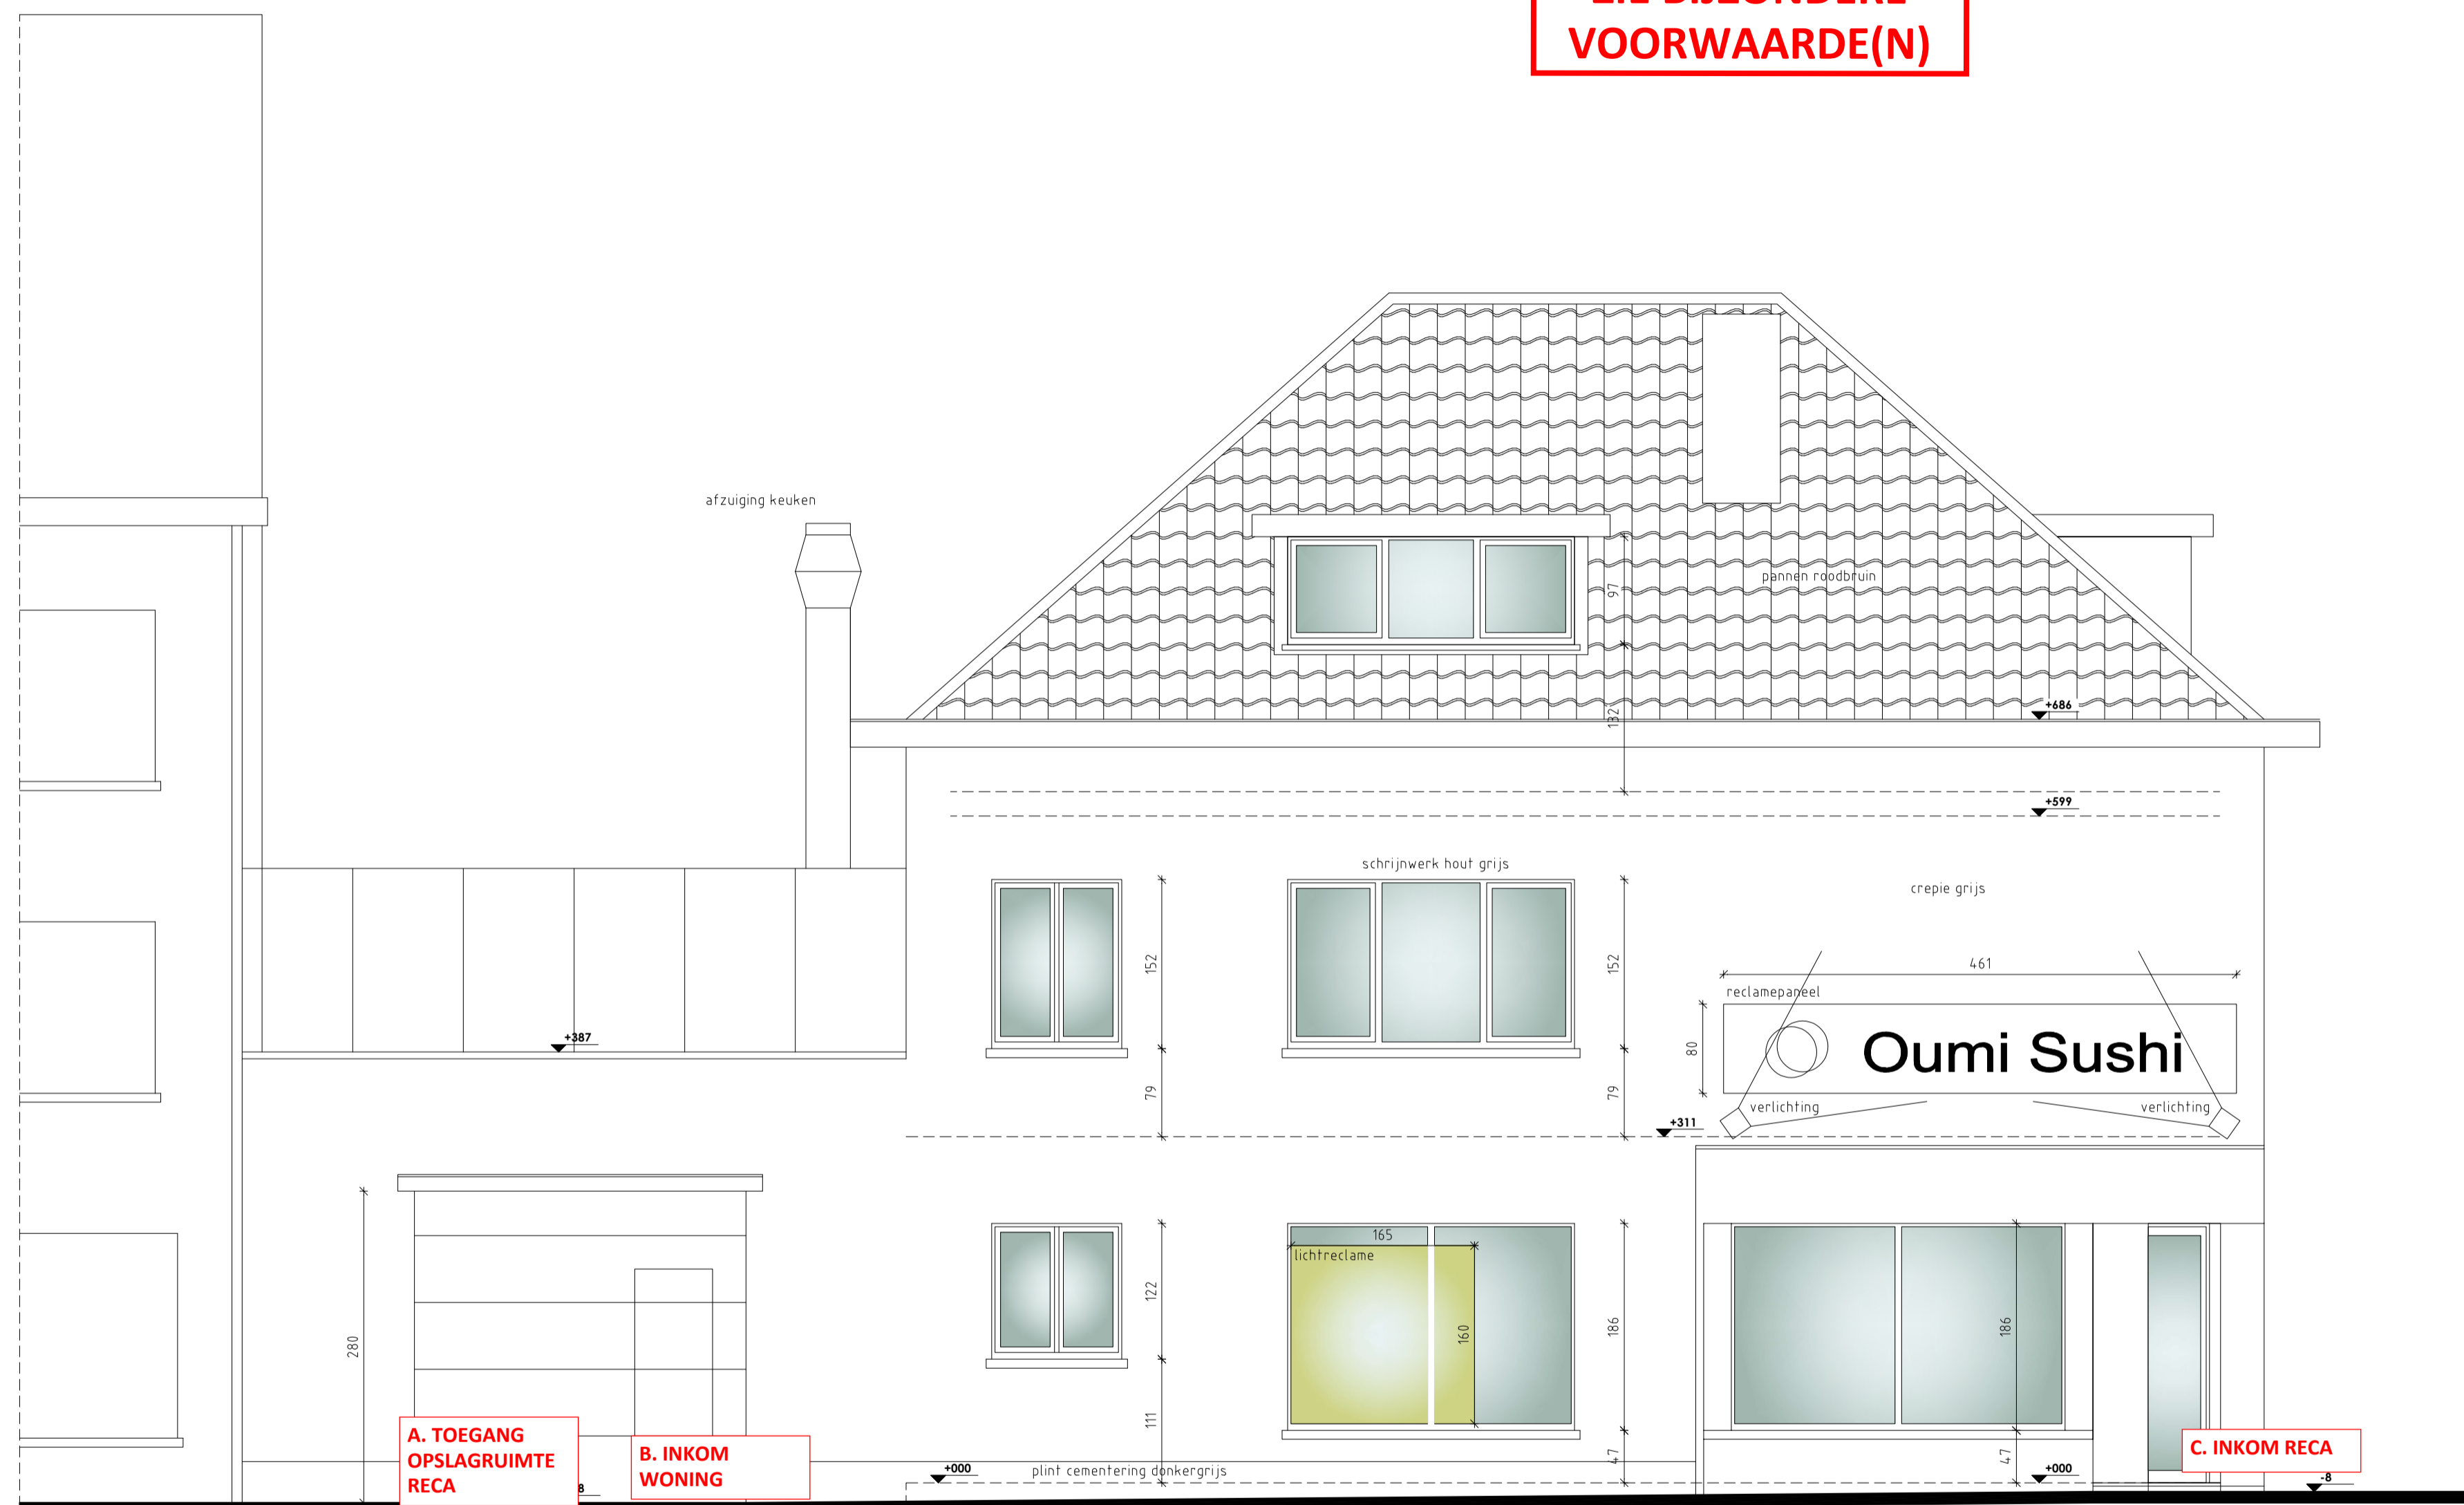 VOORWAARDE(N)
afzuiging keuken
pannen roodbruin
97
132
+686
+599
schrijnwerk hout grijs
crepie grijs
152
152
461
reclamepaneel
80
Oumi Sushi
+387
79
79
verlichting
verlichting
+311
280
165
lichtreclame
122
160
186
186
111
47
47
A. TOEGANG
OPSLAGRUIMTE
RECA
8
B. INKOM
WONING
+000
plint cementering donkergrijs
+000
C. INKOM RECA
-8